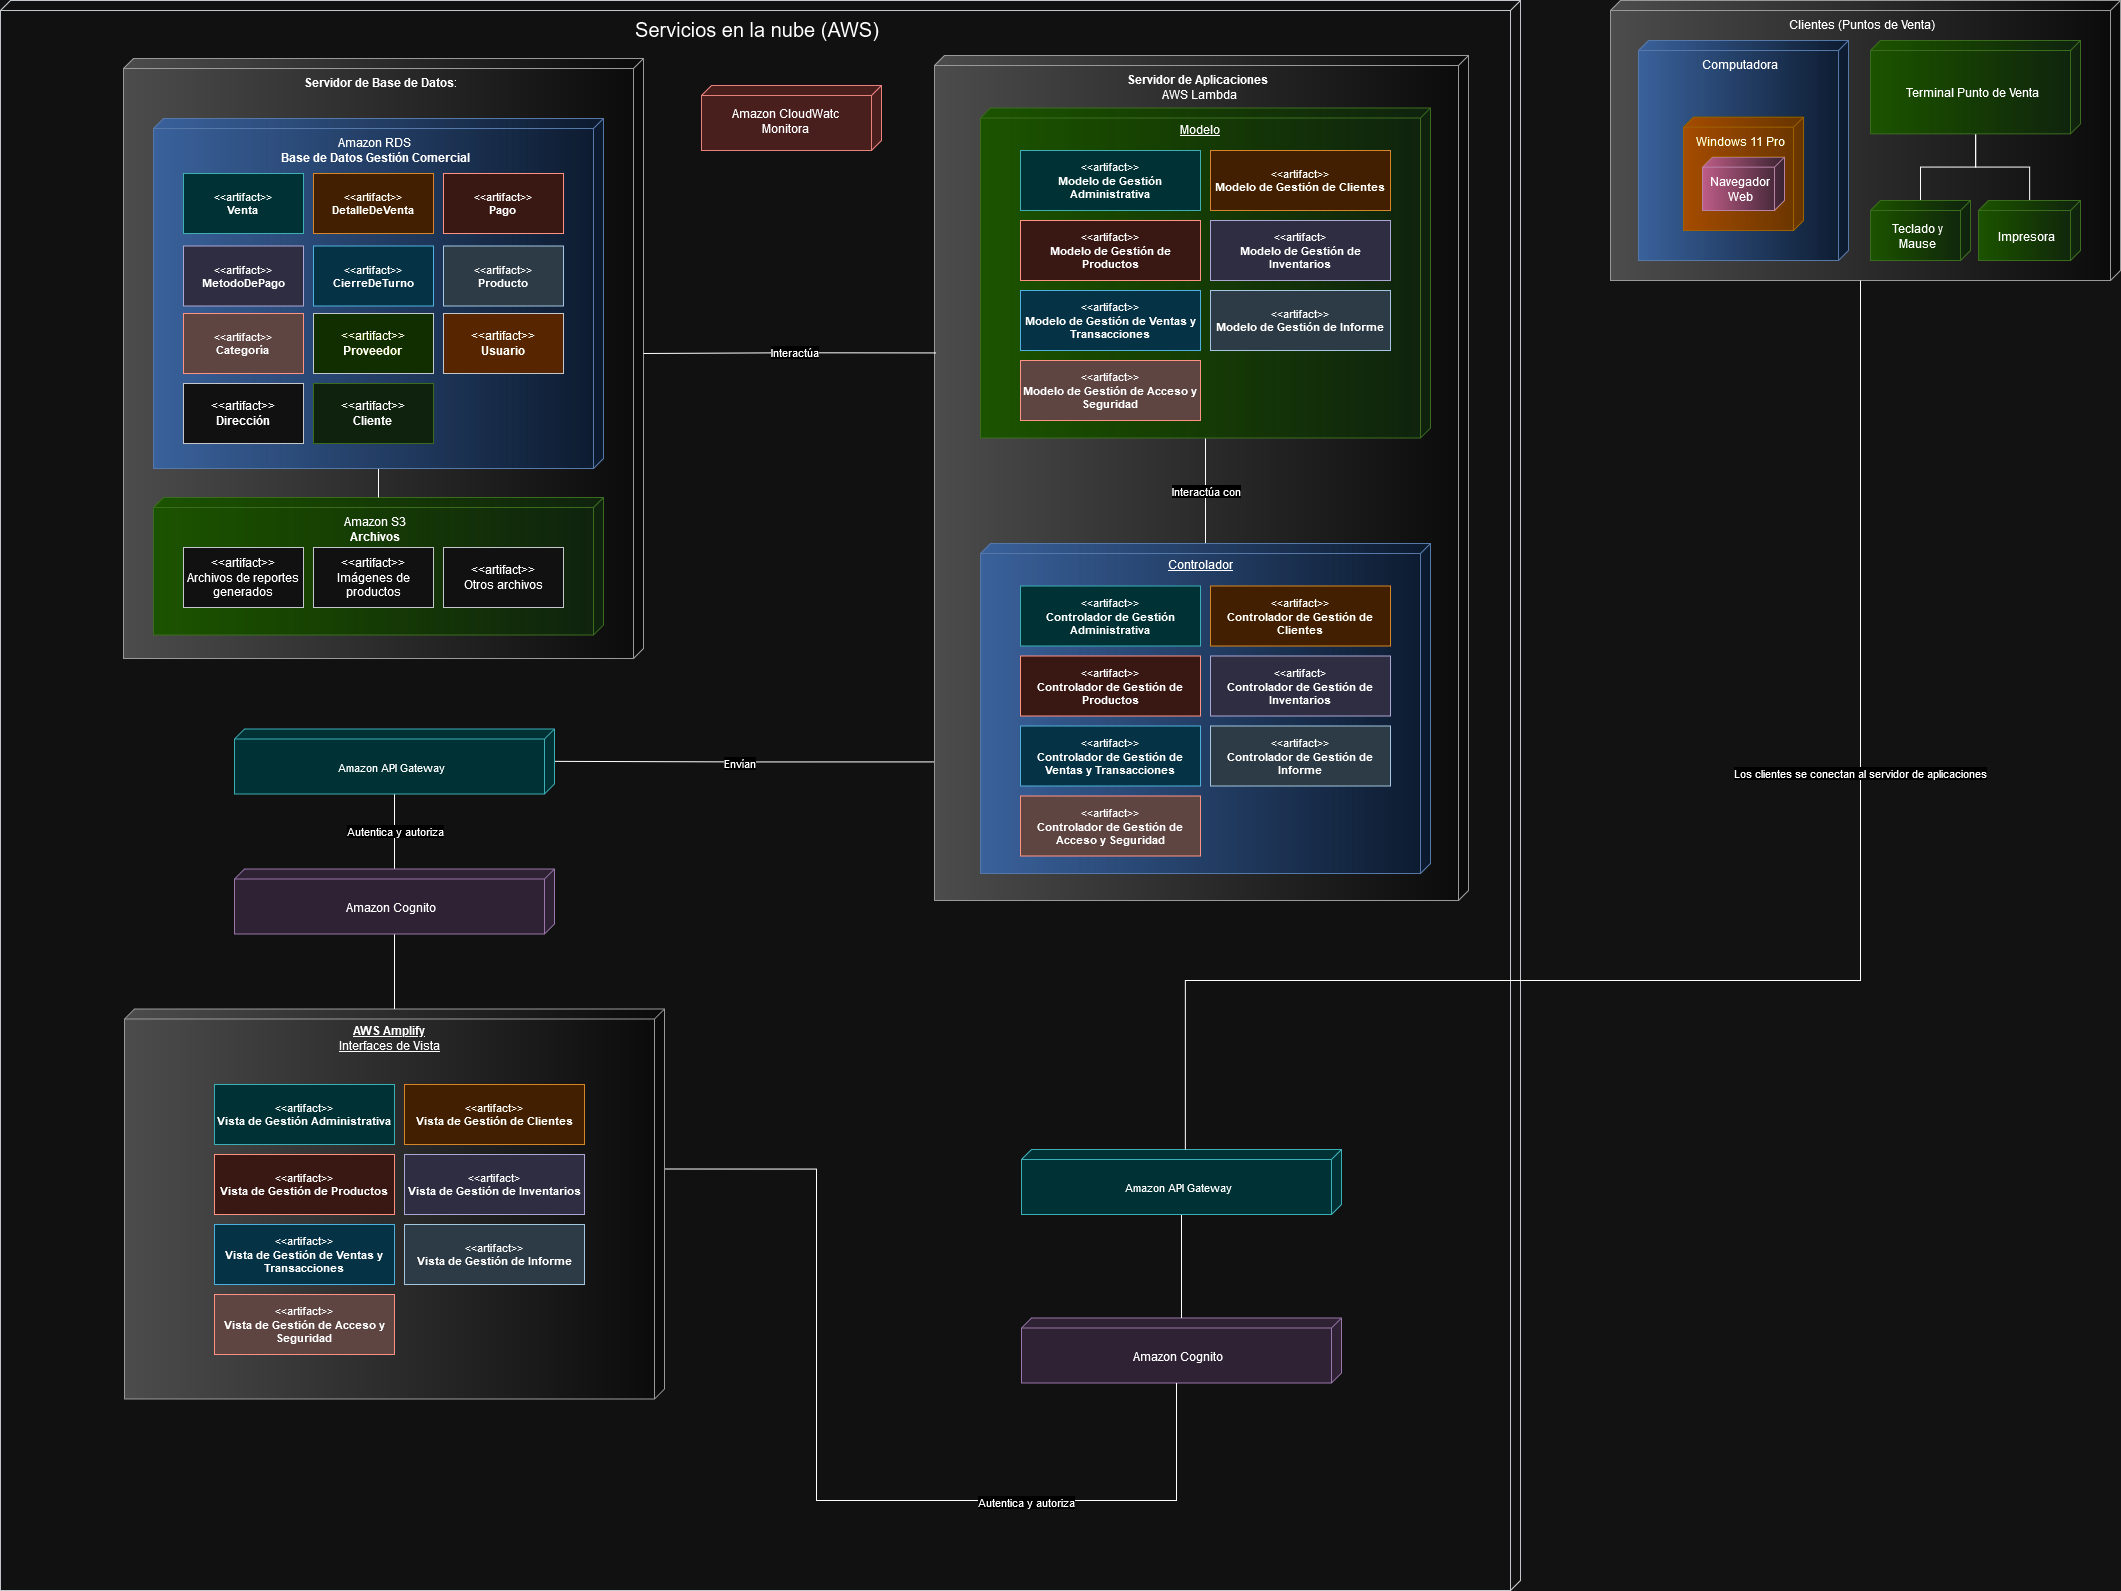 Servicios en la nube (AWS)
Servidor de Base de Datos:
Amazon RDS
Base de Datos Gestión Comercial
<<artifact>>
Venta
<<artifact>>
DetalleDeVenta
<<artifact>>
Pago
<<artifact>>
MetodoDePago
<<artifact>>
CierreDeTurno
<<artifact>>
Producto
<<artifact>>
Categoría
<<artifact>>
Proveedor
<<artifact>>
Usuario
<<artifact>>
Dirección
<<artifact>>
Cliente
Amazon S3
Archivos
<<artifact>>
Archivos de reportes
generados
<<artifact>>
Imágenes de
productos
<<artifact>>
Otros archivos
Amazon CloudWatc
Monitora
Interactúa
Servidor de Aplicaciones
AWS Lambda
Modelo
<<artifact>>
Modelo de Gestión
Administrativa
<<artifact>>
Modelo de Gestión de Clientes
<<artifact>>
Modelo de Gestión de
Productos
<<artifact>
Modelo de Gestión de
Inventarios
<<artifact>>
Modelo de Gestión de Ventas y
Transacciones
<<artifact>>
Modelo de Gestión de Informe
<<artifact>>
Modelo de Gestión de Acceso y
Seguridad
Interactúa con
Controlador
<<artifact>>
Controlador de Gestión
Administrativa
<<artifact>>
Controlador de Gestión de
Clientes
<<artifact>>
Controlador de Gestión de
Productos
<<artifact>
Controlador de Gestión de
Inventarios
<<artifact>>
Controlador de Gestión de
Ventas y Transacciones
<<artifact>>
Controlador de Gestión de
Informe
<<artifact>>
Controlador de Gestión de
Acceso y Seguridad
Clientes (Puntos de Venta)
Computadora
Windows 11 Pro
Navegador
Web
Terminal Punto de Venta
Teclado y
Mause
Impresora
Los clientes se conectan al servidor de aplicaciones
Amazon API Gateway
Envían
Autentica y autoriza
Amazon Cognito
AWS Amplify
Interfaces de Vista
<<artifact>>
Vista de Gestión Administrativa
<<artifact>>
Vista de Gestión de Clientes
<<artifact>>
Vista de Gestión de Productos
<<artifact>
Vista de Gestión de Inventarios
<<artifact>>
Vista de Gestión de Ventas y
Transacciones
<<artifact>>
Vista de Gestión de Informe
<<artifact>>
Vista de Gestión de Acceso y
Seguridad
Amazon API Gateway
Amazon Cognito
Autentica y autoriza